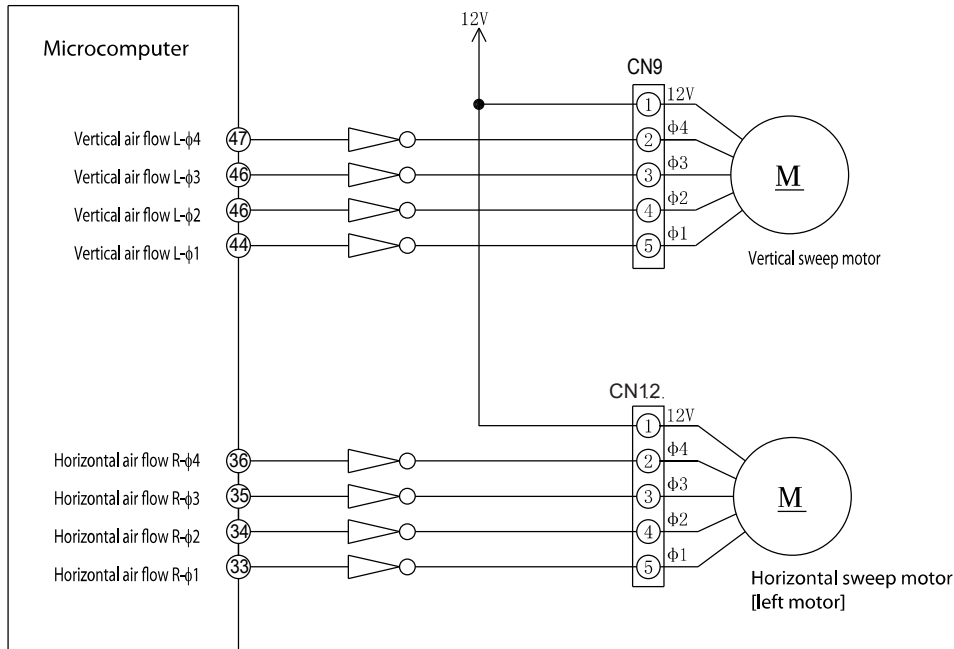 12V
Microcomputer
CN9
Vertical air flow L-ϕ4 47 2 ϕ4
1 12V
Vertical air flow L-ϕ3 46 3 ϕ3
M
Vertical air flow L-ϕ2 46 4 ϕ2
Vertical air flow L-ϕ1 44 5 ϕ1
Vertical sweep motor
CN12.
1 12V
Horizontal air flow R-ϕ4 36 2 ϕ4
Horizontal air flow R-ϕ3 35 3 ϕ3
M
Horizontal air flow R-ϕ2 34 4 ϕ2
Horizontal air flow R-ϕ1 33 5 ϕ1
Horizontal sweep motor
[left motor]